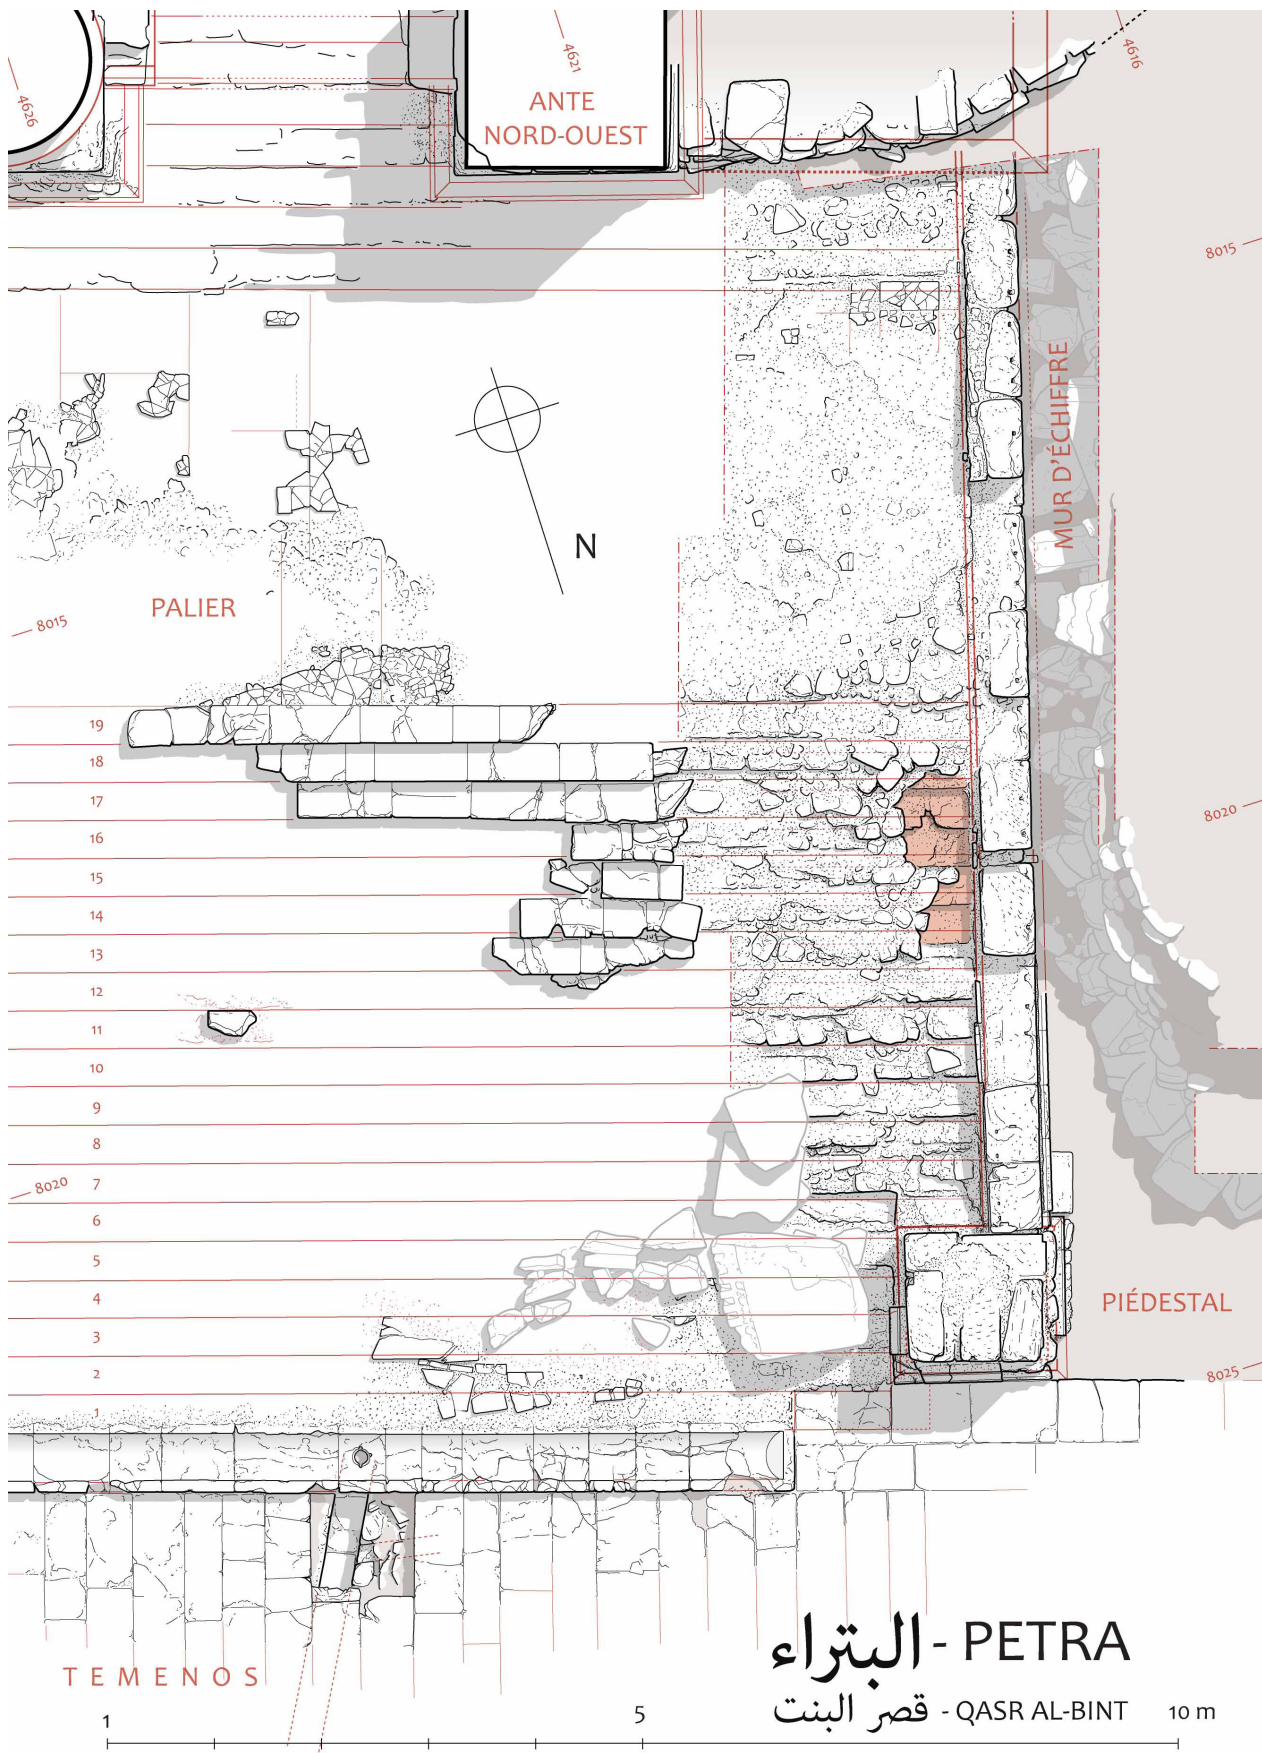 4626
4621
4616
ANTE
NORD-OUEST
8015
MUR D'ÉCHIFFRE
N
PALIER
8015
19
18
17
16
15
14
13
12
11
10
9
8
7
6
5
4
3
2
1
8020
8020
PIÉDESTAL
8025
البتراء - PETRA
قصر البنت - QASR AL-BINT
TEMENOS
1
5
10 m